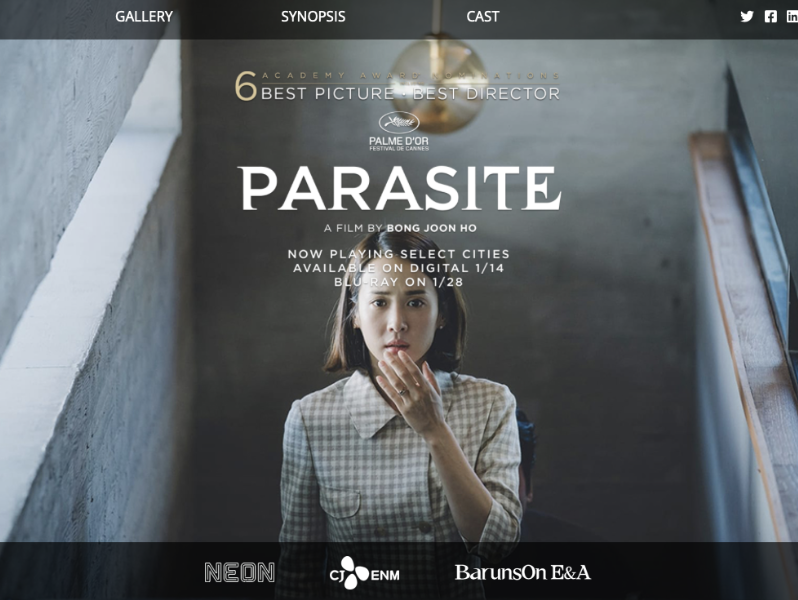 GALLERY SYNOPSIS CAST
6 ACADEMY AWARD NOMINATIONS
BEST PICTURE · BEST DIRECTOR
PALME D'OR
FESTIVAL DE CANNES
PARASITE
A FILM BY BONG JOON HO
NOW PLAYING SELECT CITIES
AVAILABLE ON DIGITAL 1/14
BLU-RAY ON 1/28
NEON CJ ENM BarunsOn E&A